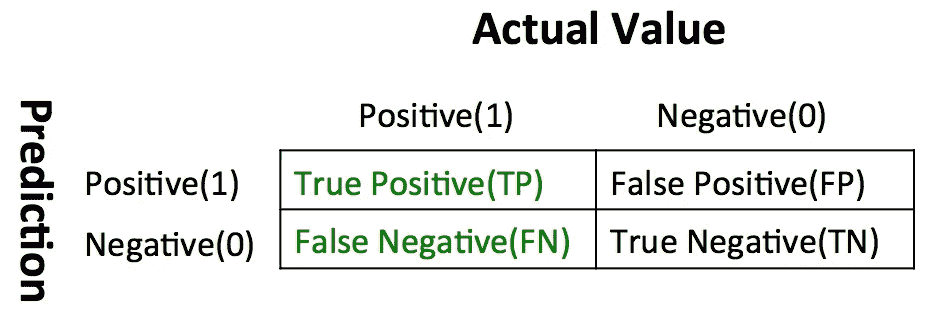 Actual Value
Prediction
Positive(1) Negative(0)
Positive(1) True Positive(TP) False Positive(FP)
Negative(0) False Negative(FN) True Negative(TN)